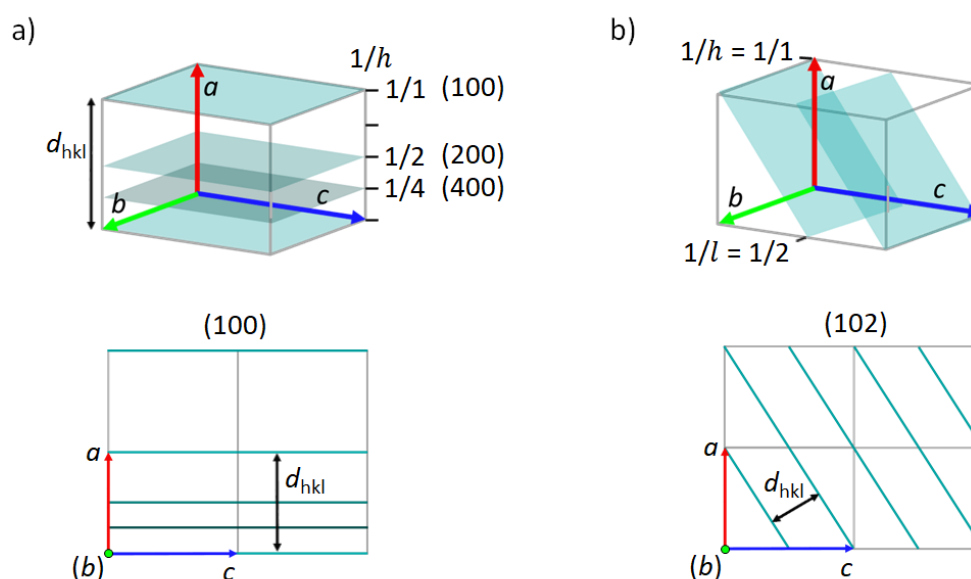 a)
1/h
a
1/1 (100)
d_hkl
1/2 (200)
1/4 (400)
b
c
(100)
a
d_hkl
(b)
c
b)
1/h = 1/1
a
b
c
1/l = 1/2
(102)
a
d_hkl
(b)
c